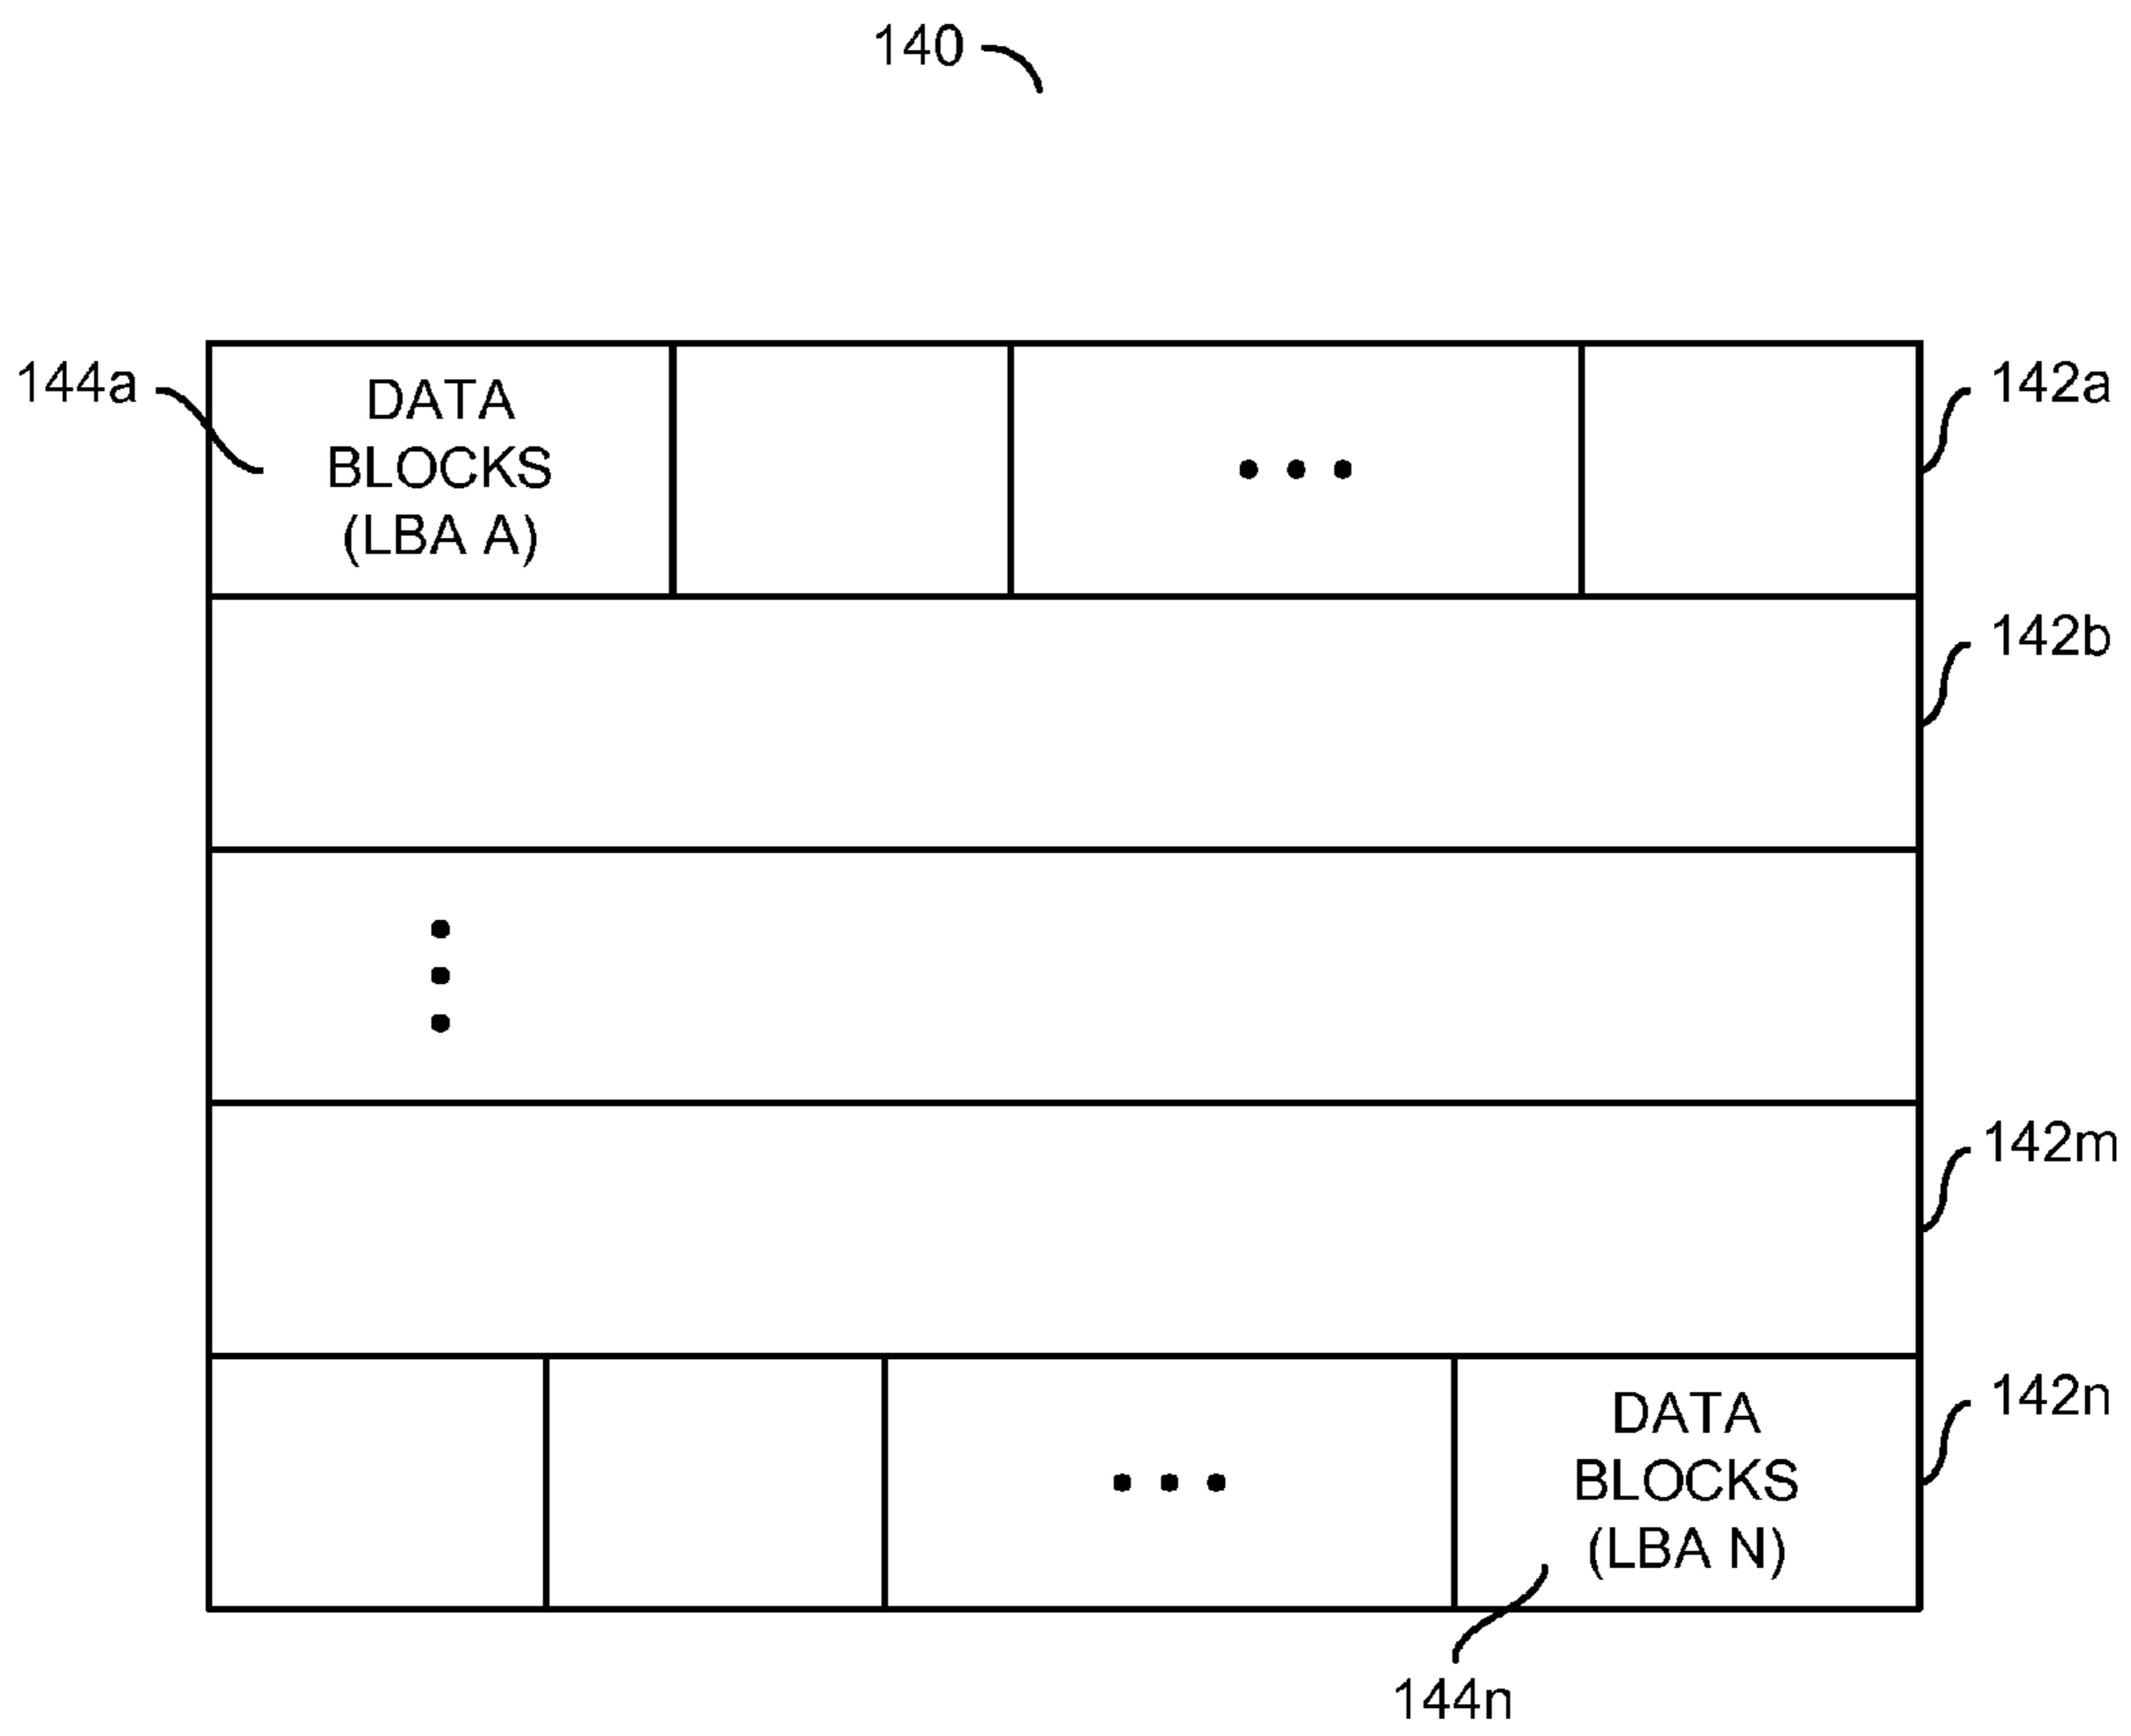 140
144a
DATA
BLOCKS
(LBA A)
142a
142b
142m
142n
DATA
BLOCKS
(LBA N)
144n